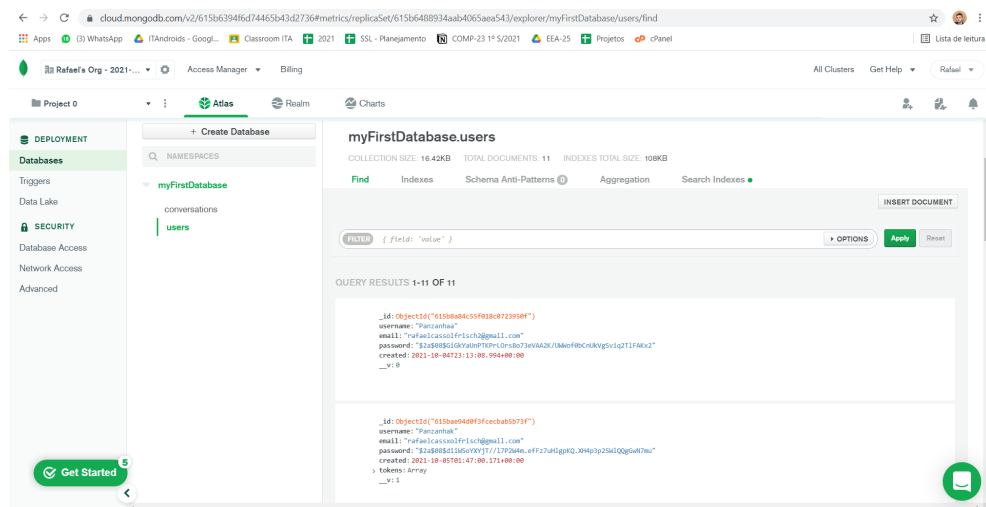 cloud.mongodb.com/v2/615b6394f6d74465b43d2736#metrics/replicaSet/615b6488934aab4065aea543/explorer/myFirstDatabase/users/find
Apps (3) WhatsApp ITAndroids - Googl... Classroom ITA 2021 SSL - Planejamento COMP-23 1º S/2021 EEA-25 Projetos cPanel Lista de leitura
Rafael's Org - 2021-... Access Manager Billing All Clusters Get Help Rafael
Project 0 Atlas Realm Charts
DEPLOYMENT
Databases
Triggers
Data Lake
SECURITY
Database Access
Network Access
Advanced
Get Started
5
+ Create Database
NAMESPACES
myFirstDatabase
conversations
users
myFirstDatabase.users
COLLECTION SIZE: 16.42KB TOTAL DOCUMENTS: 11 INDEXES TOTAL SIZE: 108KB
Find Indexes Schema Anti-Patterns 0 Aggregation Search Indexes
INSERT DOCUMENT
FILTER { field: 'value' } OPTIONS Apply Reset
QUERY RESULTS 1-11 OF 11
_id: ObjectId("615b8a84c55f018c0723950f")
username: "Panzanhaa"
email: "rafaelcassolfrisch2@gmail.com"
password:
created: 2021-10-04T23:13:08.994+00:00
__v: 0
_id: ObjectId("615bae94d0f3fcecbab5b73f")
username: "Panzanhak"
email: "rafaelcassxolfrisch@gmail.com"
password:
created: 2021-10-05T01:47:00.171+00:00
tokens: Array
__v: 1